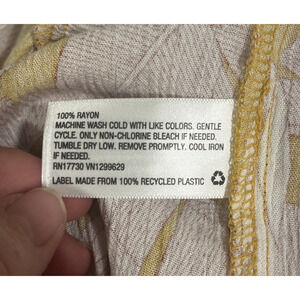 100% RAYON
MACHINE WASH COLD WITH LIKE COLORS. GENTLE
CYCLE. ONLY NON-CHLORINE BLEACH IF NEEDED.
TUMBLE DRY LOW. REMOVE PROMPTLY. COOL IRON
IF NEEDED.
RN17730 VN1299629
LABEL MADE FROM 100% RECYCLED PLASTIC